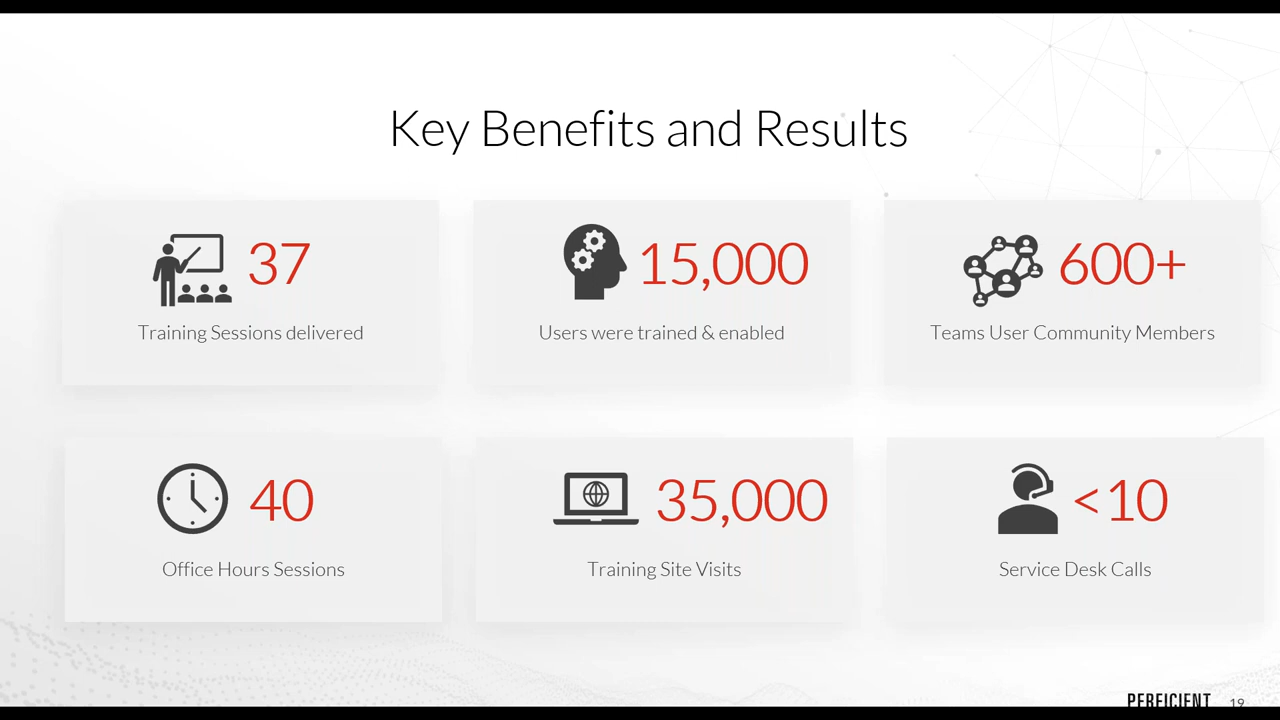 Key Benefits and Results
37
Training Sessions delivered
15,000
Users were trained & enabled
600+
Teams User Community Members
40
Office Hours Sessions
35,000
Training Site Visits
<10
Service Desk Calls
PERFICIENT 19